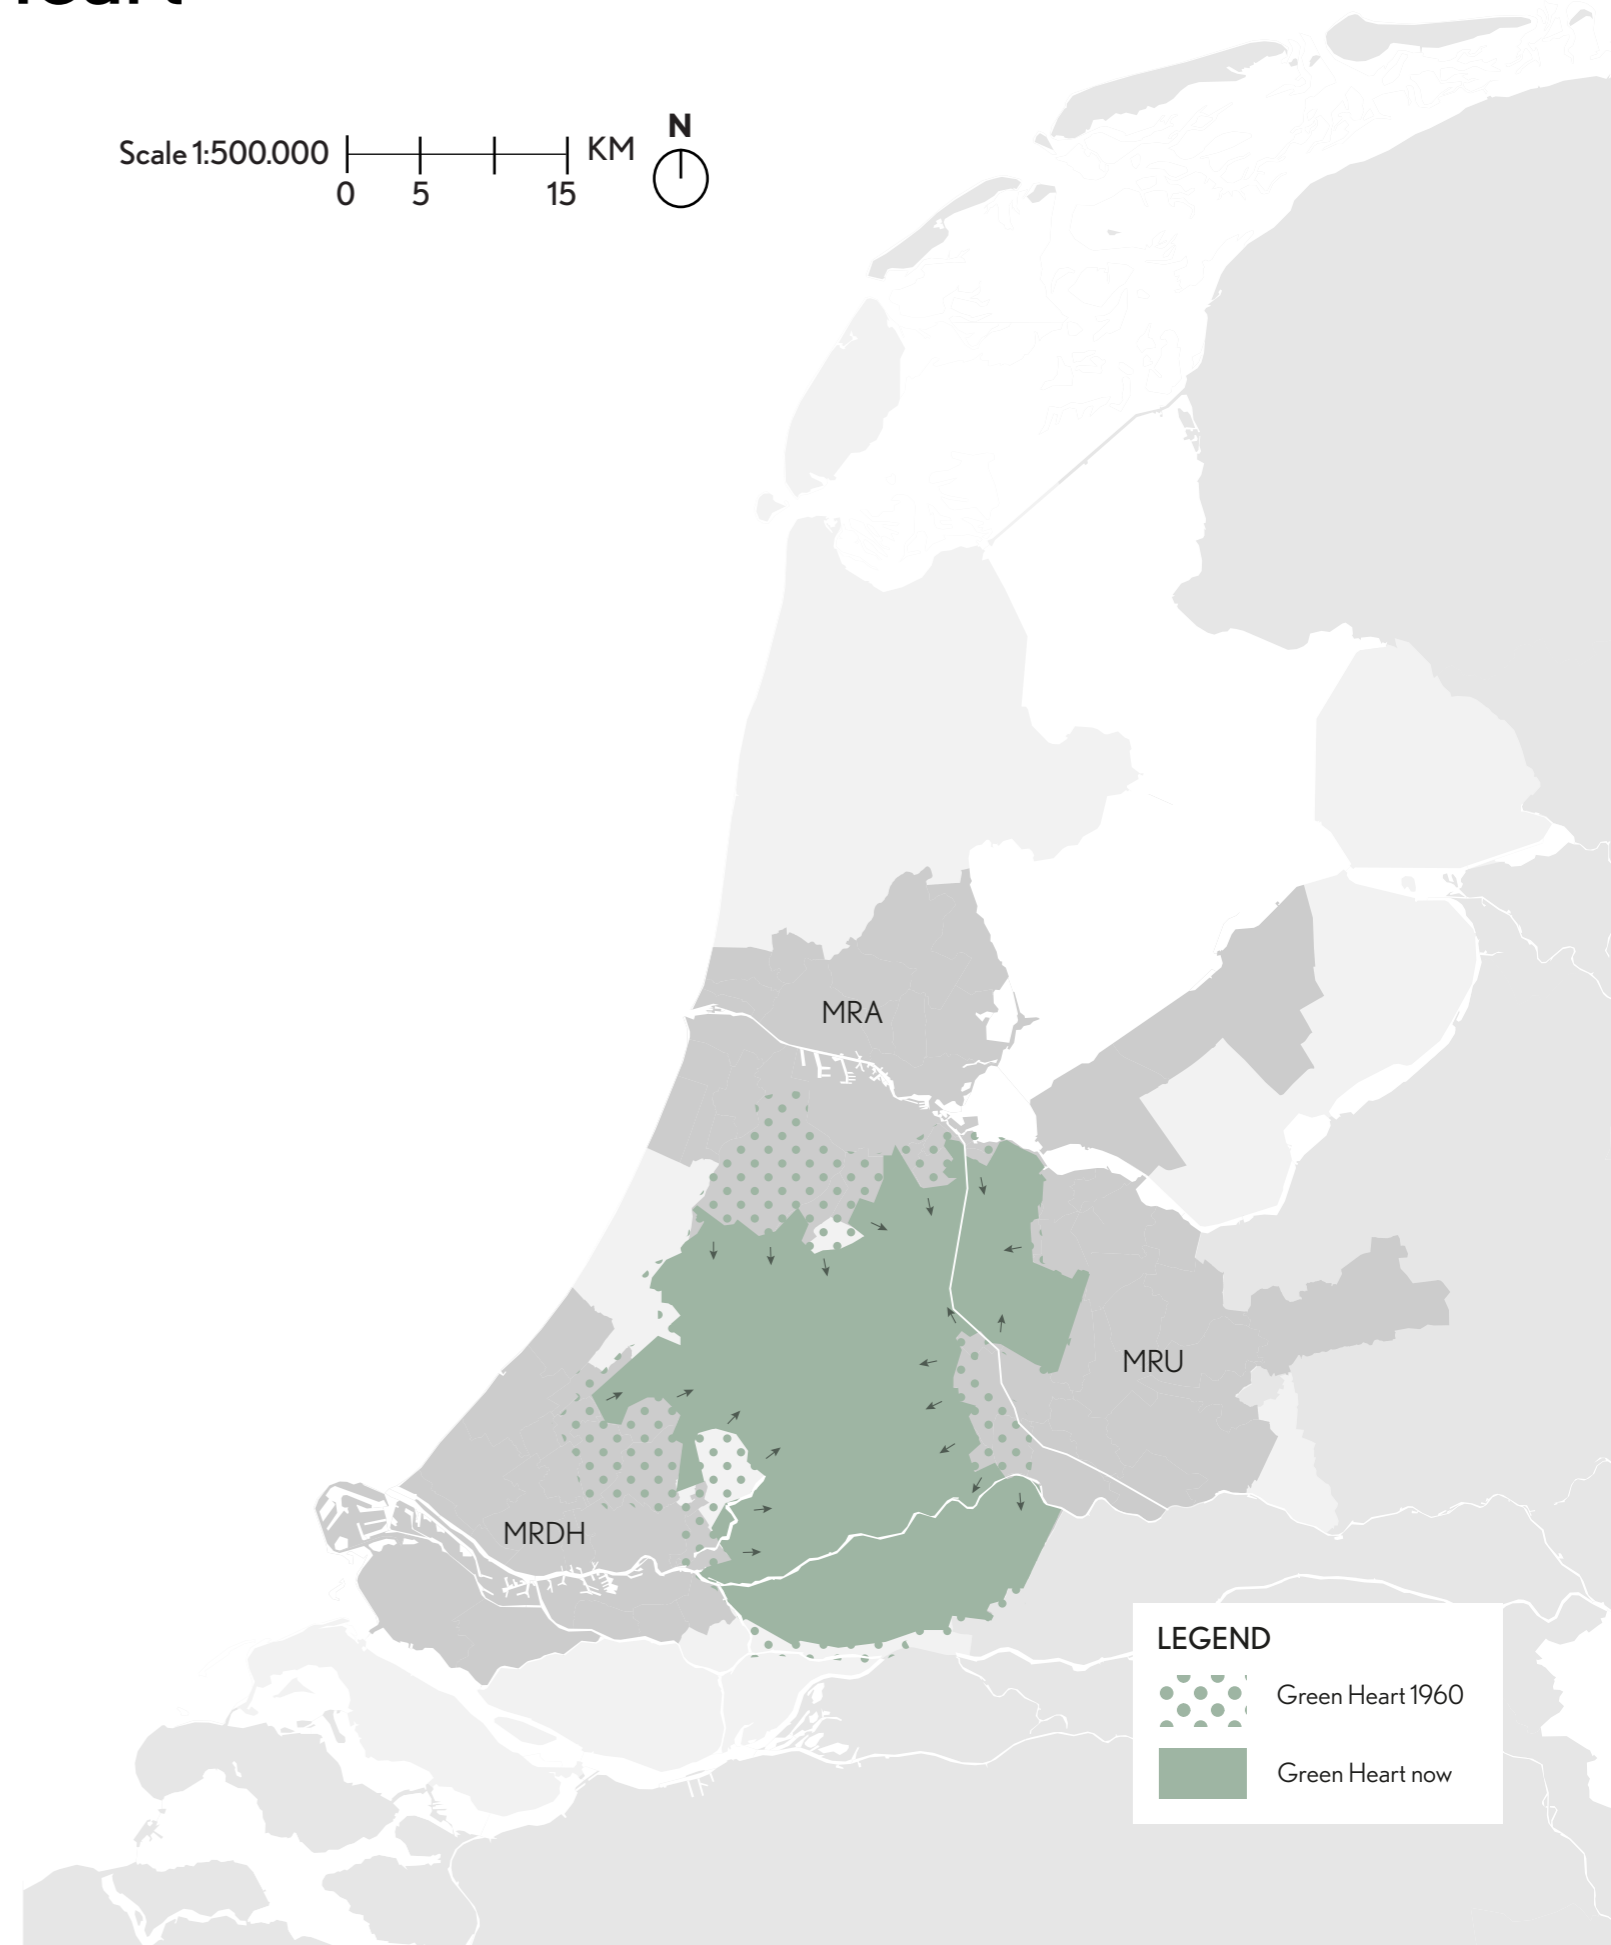 Scale 1:500.000
KM
N
0
5
15
MRA
MRU
MRDH
LEGEND
Green Heart 1960
Green Heart now